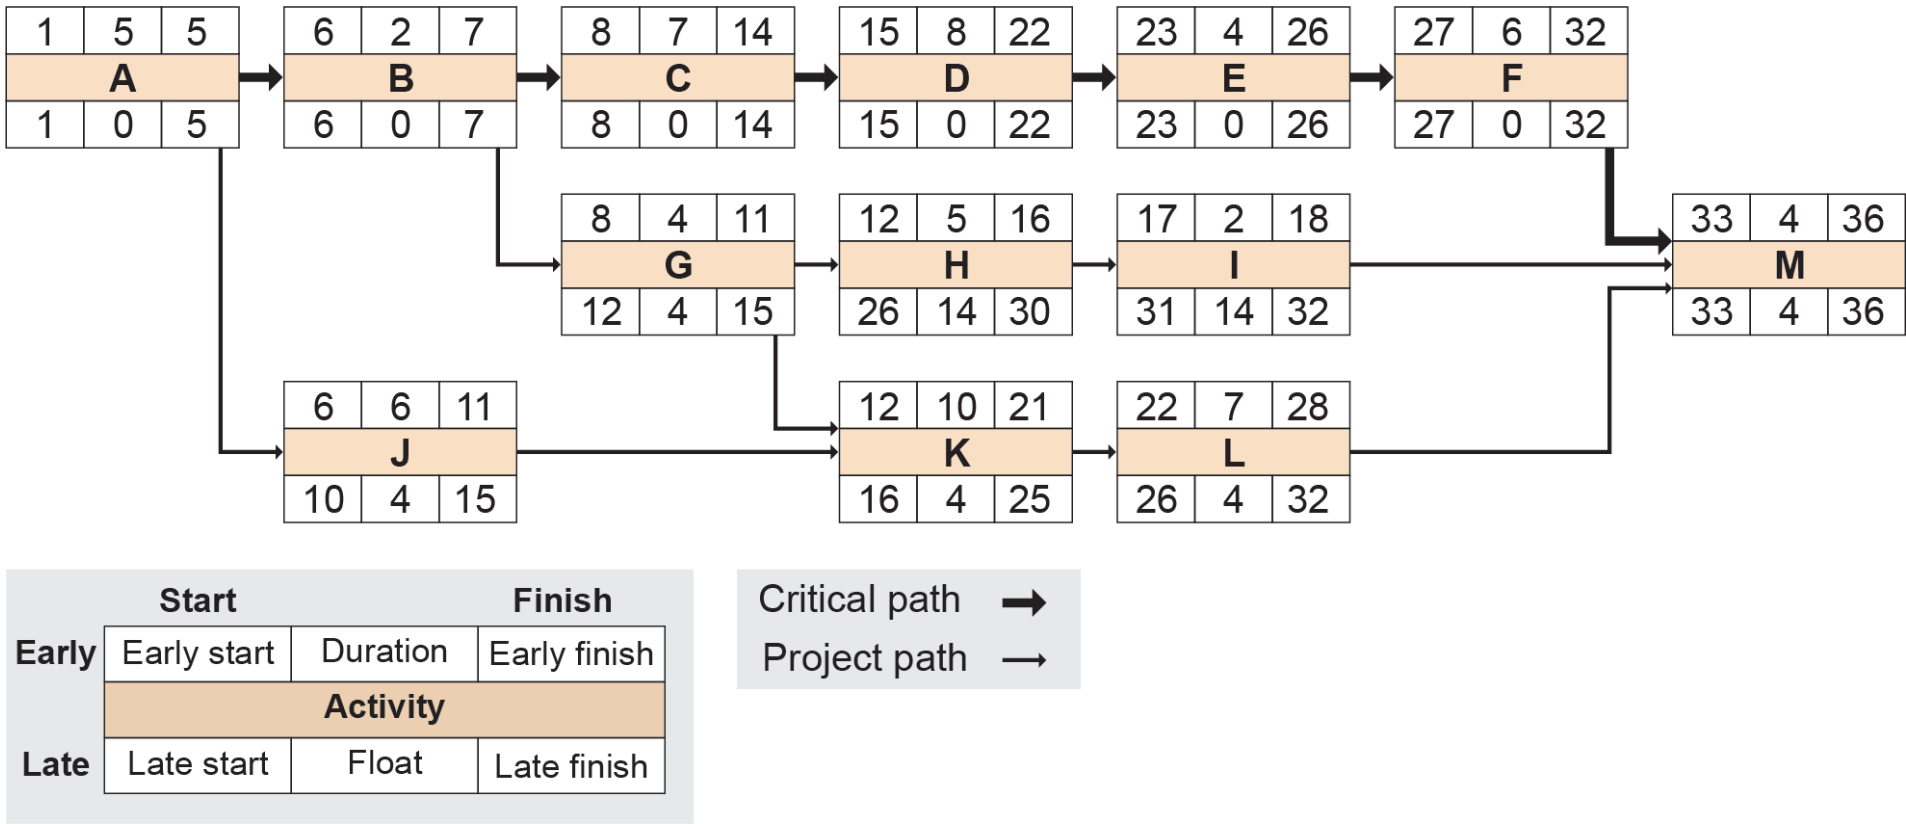 1 5 5 6 2 7 8 7 14 15 8 22 23 4 26 27 6 32
A B C D E F
1 0 5 6 0 7 8 0 14 15 0 22 23 0 26 27 0 32
8 4 11 12 5 16 17 2 18 33 4 36
G H I M
12 4 15 26 14 30 31 14 32 33 4 36
6 6 11 12 10 21 22 7 28
J K L
10 4 15 16 4 25 26 4 32
Start Finish
Early Early start Duration Early finish
Activity
Late Late start Float Late finish
Critical path
Project path